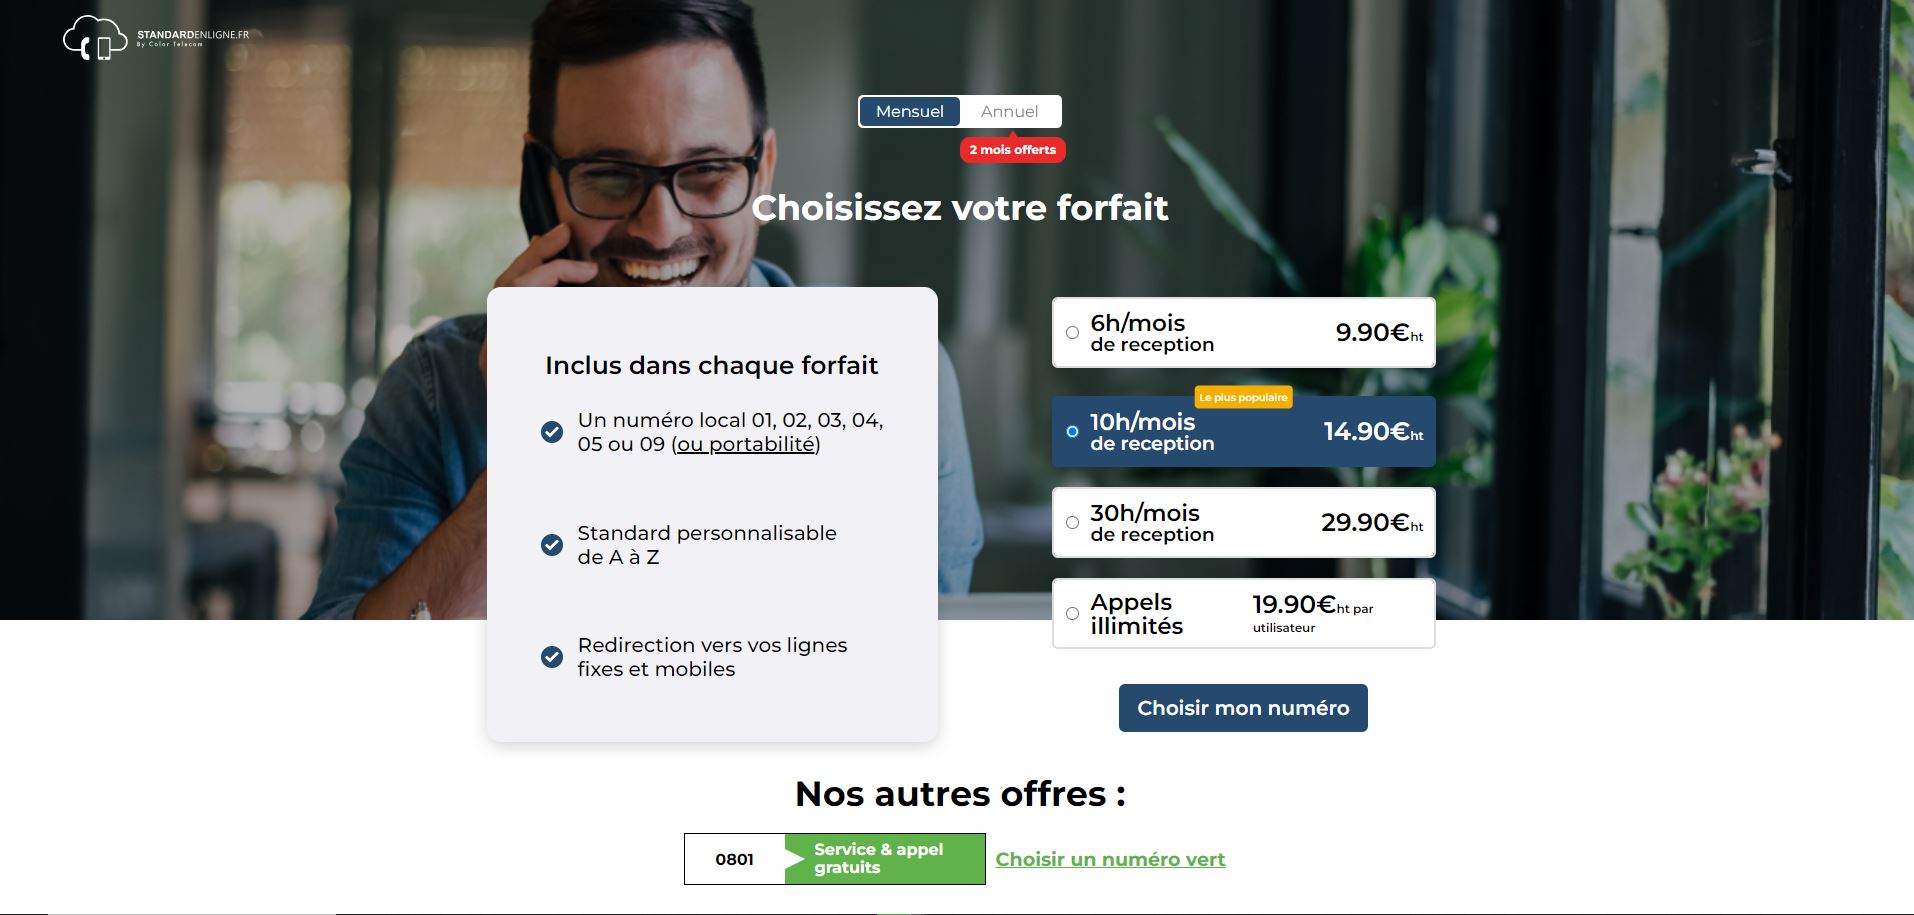 STANDARDENLIGNE.FR
By Color Telecom
Mensuel Annuel
2 mois offerts
Choisissez votre forfait
Inclus dans chaque forfait
Un numéro local 01, 02, 03, 04,
05 ou 09 (ou portabilité)
Standard personnalisable
de A à Z
Redirection vers vos lignes
fixes et mobiles
6h/mois
de reception
9.90€ht
Le plus populaire
10h/mois
de reception
14.90€ht
30h/mois
de reception
29.90€ht
Appels
illimités
19.90€ht par
utilisateur
Choisir mon numéro
Nos autres offres :
0801
Service & appel
gratuits
Choisir un numéro vert